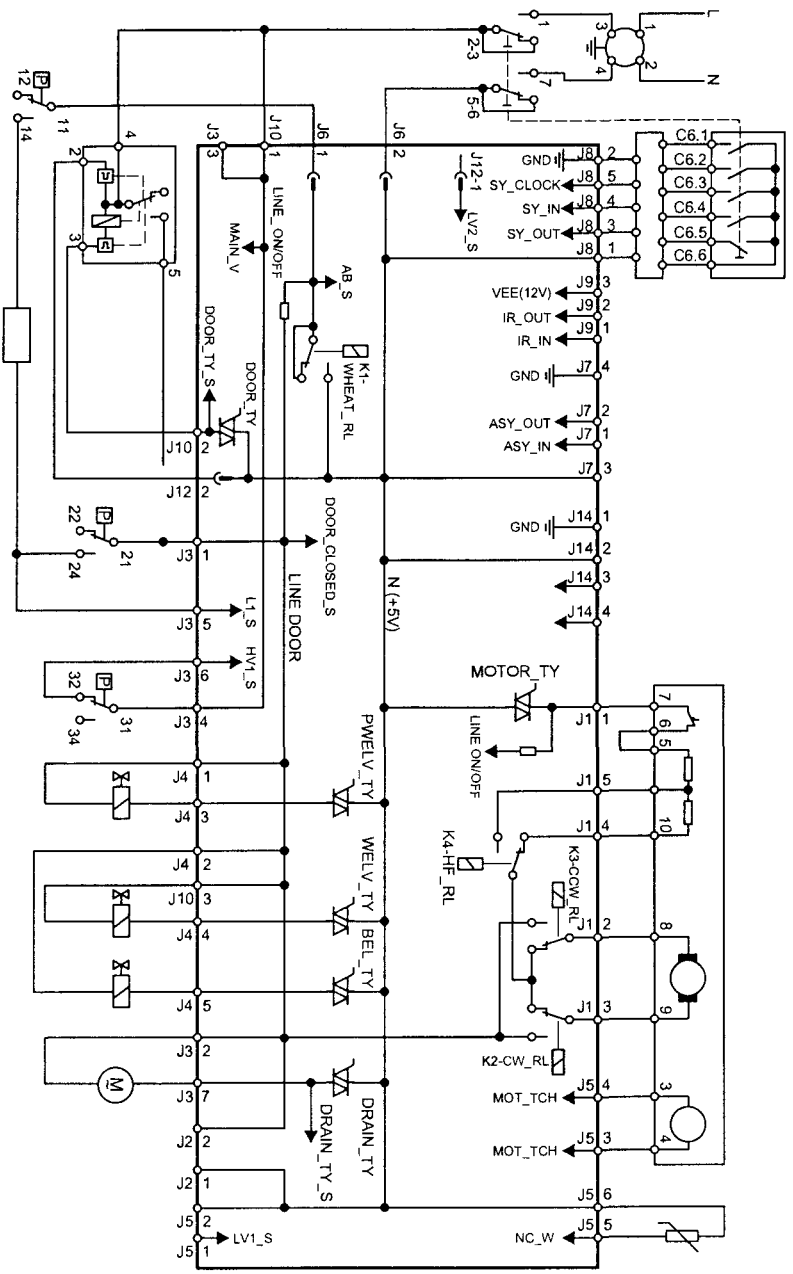 L
N
1
2
3
4
1
2-3
7
5-6
C6.1
C6.2
C6.3
C6.4
C6.5
C6.6
12
P
11
14
4
2
3
5
J3
3
J10
1
J6
1
J6
2
J12-1
LV2_S
GND
J8
2
SY_CLOCK
J8
5
SY_IN
J8
4
SY_OUT
J8
3
J8
1
LINE_ ON/OFF
MAIN_V
AB_S
K1-
WHEAT_RL
VEE(12V)
J9
3
IR_OUT
J9
2
IR_IN
J9
1
GND
J7
4
ASY_OUT
J7
2
ASY_IN
J7
1
J7
3
DOOR_TY_S
DOOR_TY
J10
2
J12
2
GND
J14
1
J14
2
J14
3
J14
4
22
P
21
24
J3
1
DOOR_CLOSED_S
LINE DOOR
N (+5V)
J3
5
L1_S
J3
6
HV1_S
32
P
31
34
J3
4
MOTOR_TY
LINE ON/OFF
J1
1
7
6
5
10
J1
5
J1
4
K4-HF_RL
K3-CCW_RL
J1
2
8
J1
3
9
K2-CW_RL
J4
1
PWELV_TY
J4
3
J4
2
J10
3
WELV_TY
J4
4
BEL_TY
J4
5
J3
2
M
~
J3
7
DRAIN_TY
DRAIN_TY_S
MOT_TCH
J5
4
3
MOT_TCH
J5
3
4
J2
2
J2
1
J5
2
J5
1
LV1_S
J5
6
NC_W
J5
5